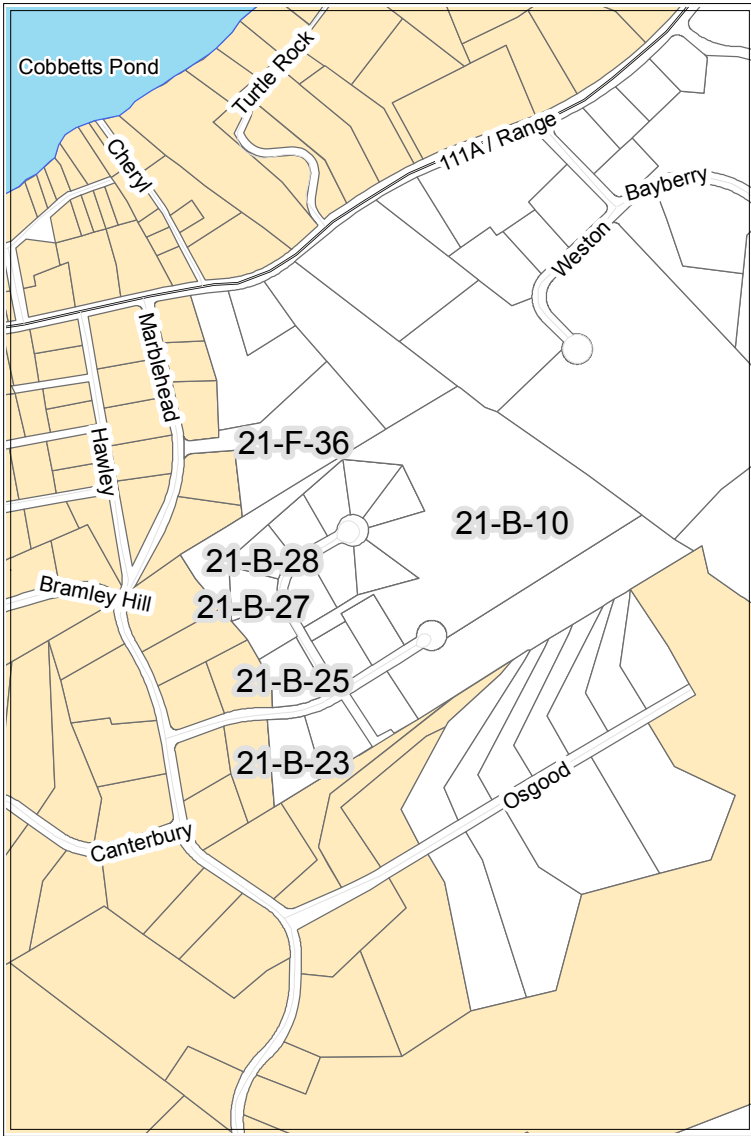 Cobbetts Pond
Turtle Rock
Cheryl
111A / Range
Bayberry
Weston
Marblehead
Hawley
21-F-36
21-B-10
21-B-28
Bramley Hill
21-B-27
21-B-25
21-B-23
Osgood
Canterbury